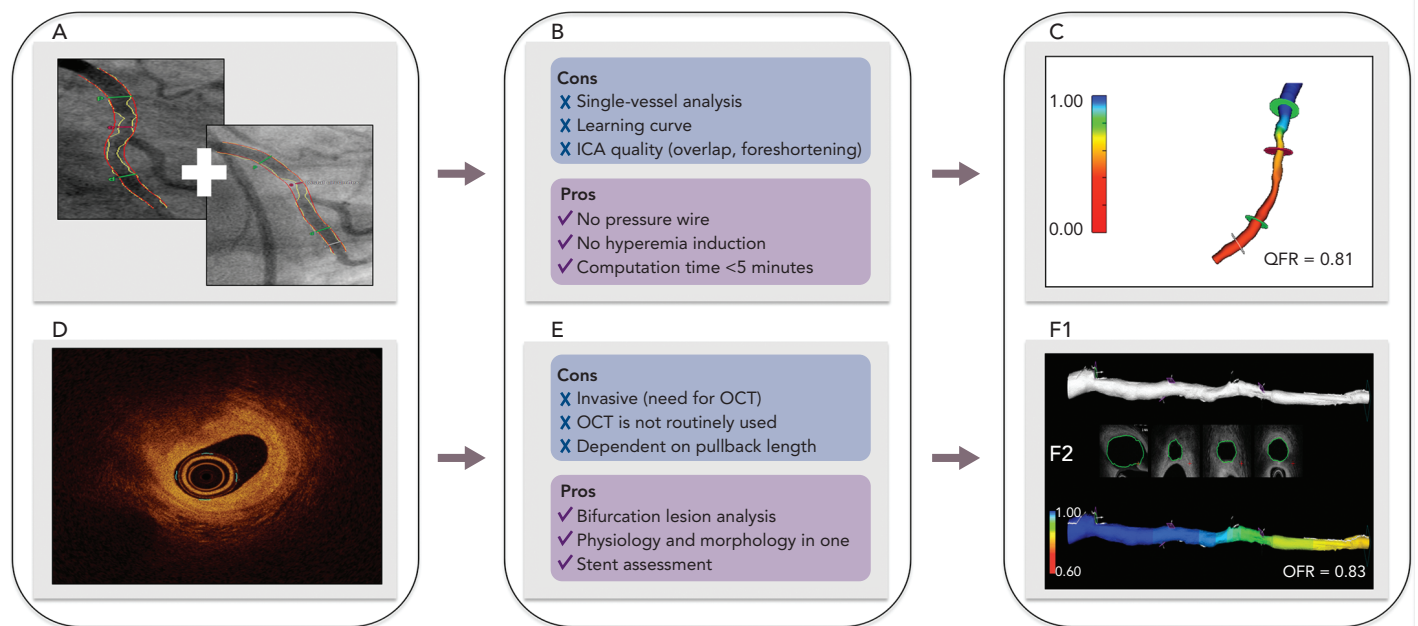 A
B
Cons
X Single-vessel analysis
X Learning curve
X ICA quality (overlap, foreshortening)
Pros
✓ No pressure wire
✓ No hyperemia induction
✓ Computation time <5 minutes
C
1.00
0.00
QFR = 0.81
D
E
Cons
X Invasive (need for OCT)
X OCT is not routinely used
X Dependent on pullback length
Pros
✓ Bifurcation lesion analysis
✓ Physiology and morphology in one
✓ Stent assessment
F1
F2
1.00
0.60
OFR = 0.83